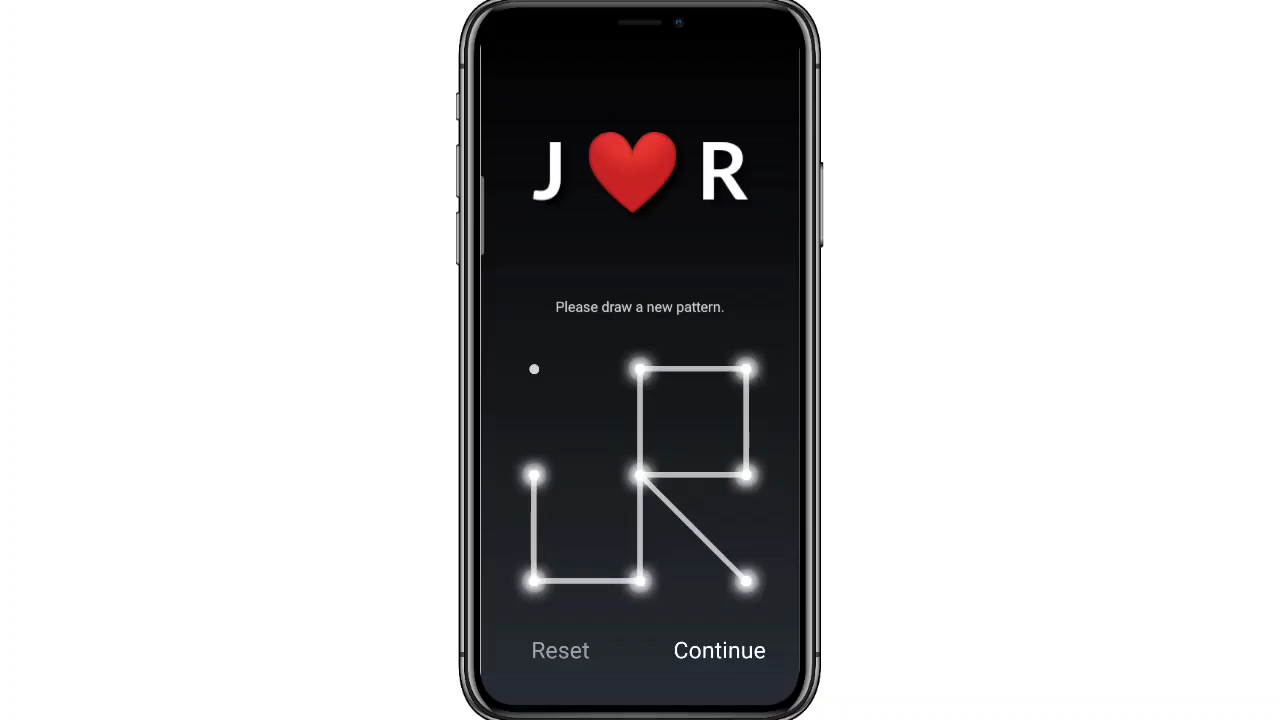 J ❤️ R
Please draw a new pattern.
Reset
Continue